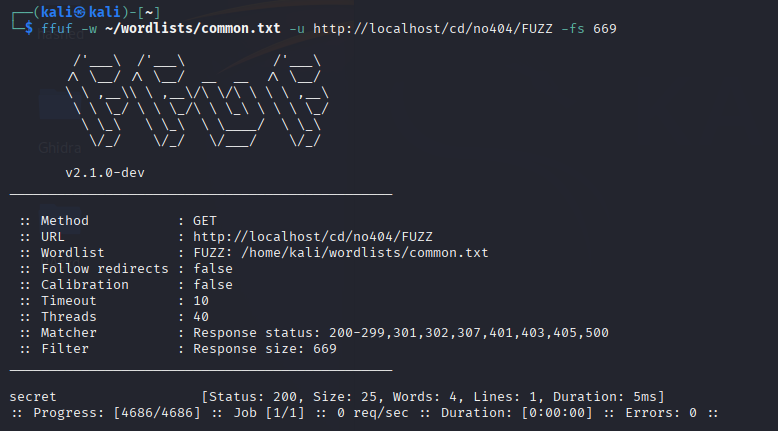 ┌──(kali㉿kali)-[~]
└─$ ffuf -w ~/wordlists/common.txt -u http://localhost/cd/no404/FUZZ -fs 669
        /'___\  /'___\           /'___\
       /\ \__/ /\ \__/  __  __  /\ \__/
       \ \ ,__\\ \ ,__\/\ \/\ \ \ \ ,__\
        \ \ \_/ \ \ \_/\ \ \_\ \ \ \ \_/
         \ \_\   \ \_\  \ \____/  \ \_\
          \/_/    \/_/   \/___/    \/_/
Ghidra
       v2.1.0-dev
________________________________________________
 :: Method           : GET
 :: URL              : http://localhost/cd/no404/FUZZ
 :: Wordlist         : FUZZ: /home/kali/wordlists/common.txt
 :: Follow redirects : false
 :: Calibration      : false
 :: Timeout          : 10
 :: Threads          : 40
 :: Matcher          : Response status: 200-299,301,302,307,401,403,405,500
 :: Filter           : Response size: 669
________________________________________________
secret                  [Status: 200, Size: 25, Words: 4, Lines: 1, Duration: 5ms]
:: Progress: [4686/4686] :: Job [1/1] :: 0 req/sec :: Duration: [0:00:00] :: Errors: 0 ::